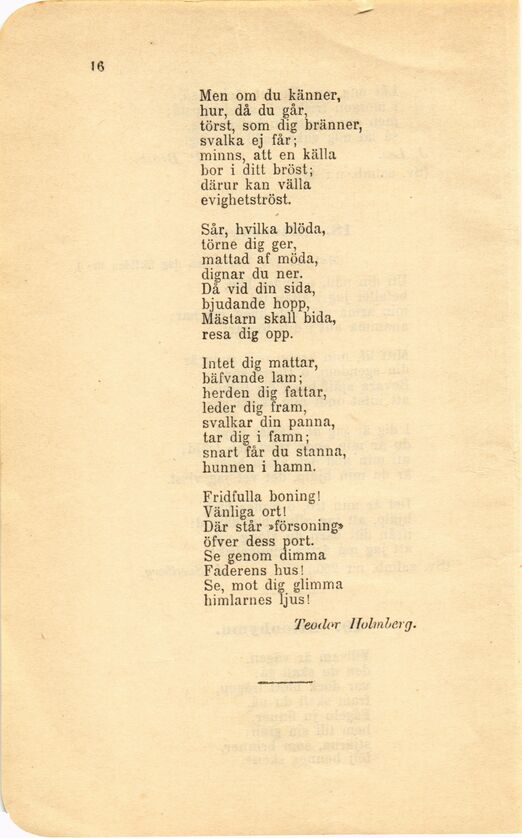 16
Men om du känner,
hur, då du går,
törst, som dig bränner,
svalka ej får;
minns, att en källa
bor i ditt bröst;
därur kan välla
evighetströst.
Sår, hvilka blöda,
törne dig ger,
mattad af möda,
dignar du ner.
Då vid din sida,
bjudande hopp,
Mästarn skall bida,
resa dig opp.
Intet dig mattar,
bäfvande lam;
herden dig fattar,
leder dig fram,
svalkar din panna,
tar dig i famn;
snart får du stanna,
hunnen i hamn.
Fridfulla boning!
Vänliga ort!
Där står »försoning»
öfver dess port.
Se genom dimma
Faderens hus!
Se, mot dig glimma
himlarnes ljus!
Teodor Holmberg.